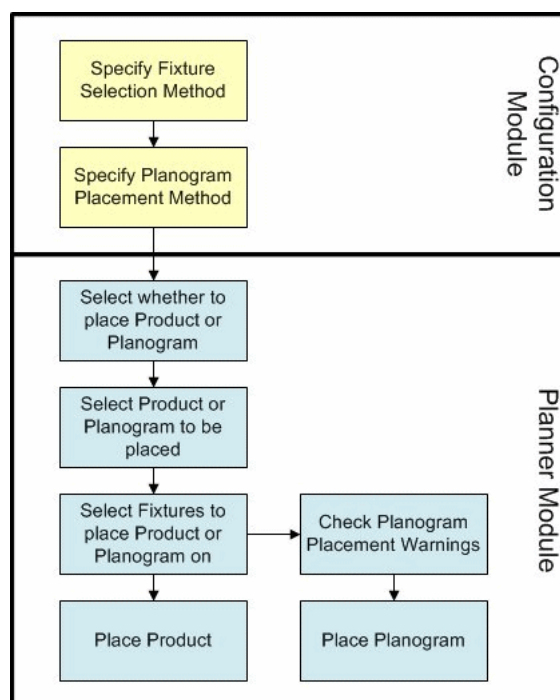 Specify Fixture
Selection Method
Specify Planogram
Placement Method
Configuration
Module
Select whether to
place Product or
Planogram
Select Product or
Planogram to be
placed
Select Fixtures to
place Product or
Planogram on
Check Planogram
Placement Warnings
Place Product
Place Planogram
Planner Module